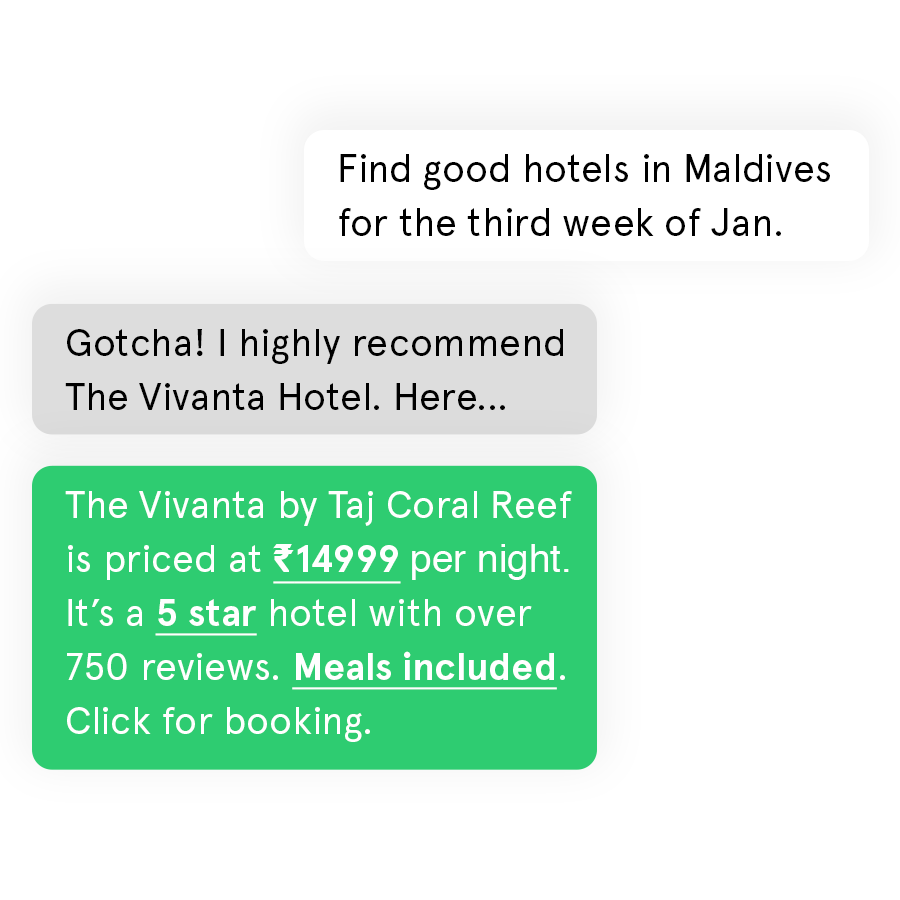 Find good hotels in Maldives
for the third week of Jan.
Gotcha! I highly recommend
The Vivanta Hotel. Here...
The Vivanta by Taj Coral Reef
is priced at ₹14999 per night.
It’s a 5 star hotel with over
750 reviews. Meals included.
Click for booking.